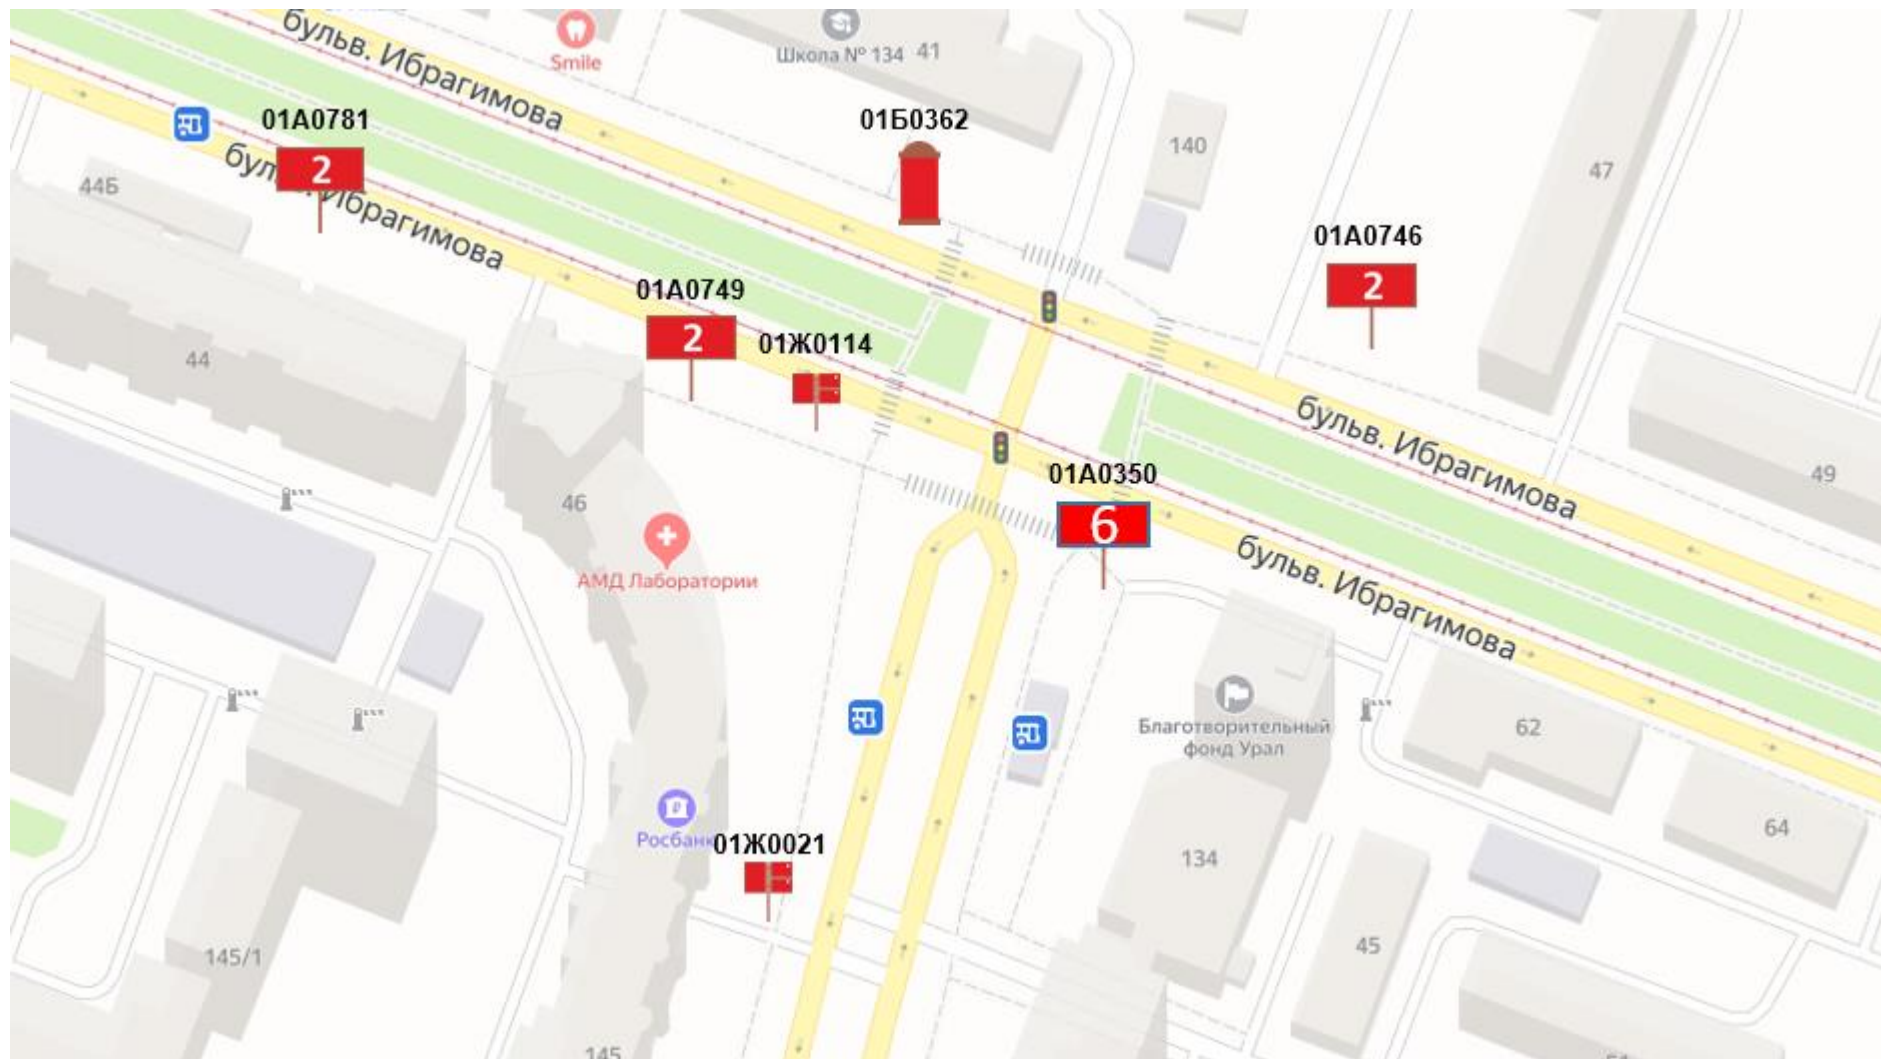 бульв. Ибрагимова
Smile
Школа № 134
41
01А0781
2
01Б0362
140
47
44Б
бульв. Ибрагимова
01А0746
2
01А0749
2
01Ж0114
44
бульв. Ибрагимова
49
01А0350
6
46
АМД Лаборатории
бульв. Ибрагимова
Благотворительный
фонд Урал
62
Росбанк
01Ж0021
64
134
45
145/1
145